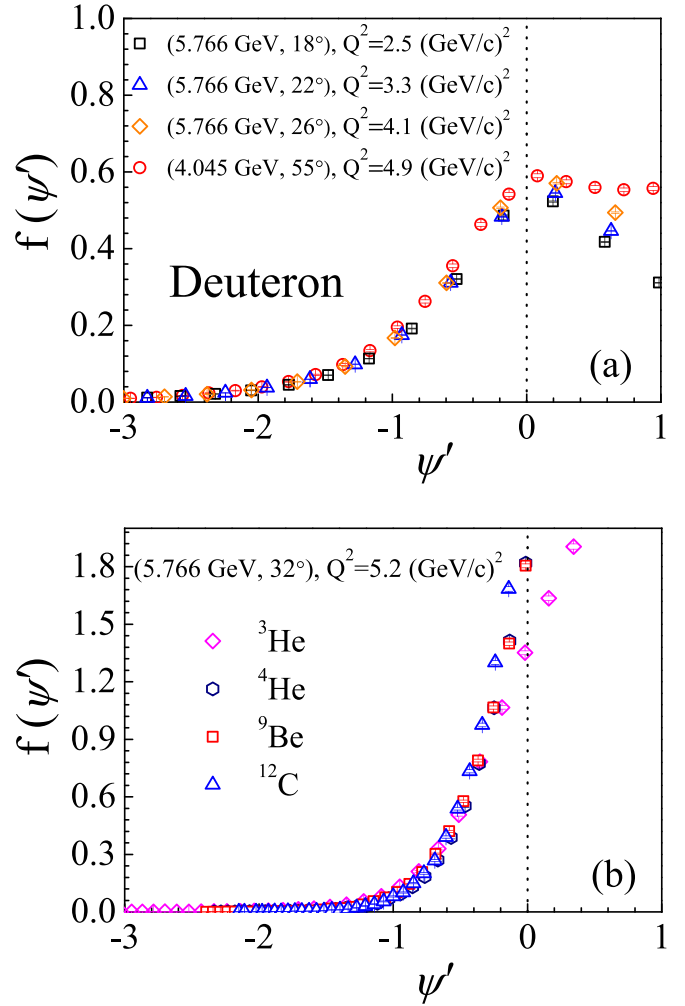 1.0
(5.766 GeV, 18°), Q²=2.5 (GeV/c)²
(5.766 GeV, 22°), Q²=3.3 (GeV/c)²
0.8
(5.766 GeV, 26°), Q²=4.1 (GeV/c)²
(4.045 GeV, 55°), Q²=4.9 (GeV/c)²
0.6
f (ψ′)
0.4
Deuteron
0.2
(a)
0.0
-3 -2 -1 0 1
ψ′
1.8
(5.766 GeV, 32°), Q²=5.2 (GeV/c)²
1.5
³He
1.2
⁴He
f (ψ′)
0.9
⁹Be
¹²C
0.6
0.3
(b)
0.0
-3 -2 -1 0 1
ψ′